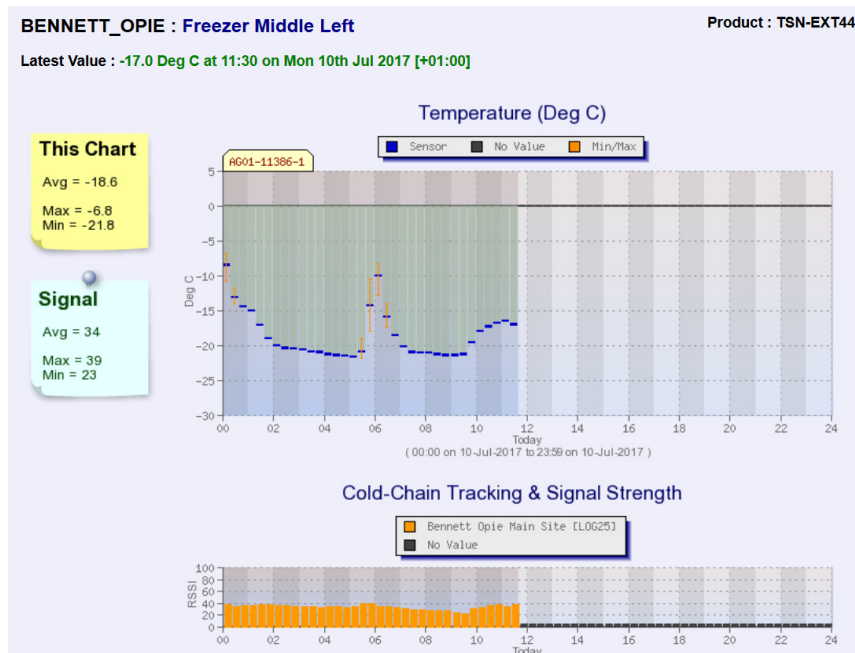 BENNETT_OPIE : Freezer Middle Left
Product : TSN-EXT44
Latest Value : -17.0 Deg C at 11:30 on Mon 10th Jul 2017 [+01:00]
Temperature (Deg C)
Sensor No Value Min/Max
This Chart
Avg = -18.6
Max = -6.8
Min = -21.8
AG01-11386-1
5
0
-5
-10
-15
-20
-25
-30
Deg C
00 02 04 06 08 10 12 14 16 18 20 22 24
Today
( 00:00 on 10-Jul-2017 to 23:59 on 10-Jul-2017 )
Signal
Avg = 34
Max = 39
Min = 23
Cold-Chain Tracking & Signal Strength
Bennett Opie Main Site [LOG25]
No Value
100
80
60
40
20
0
RSSI
00 02 04 06 08 10 12 14 16 18 20 22 24
Today